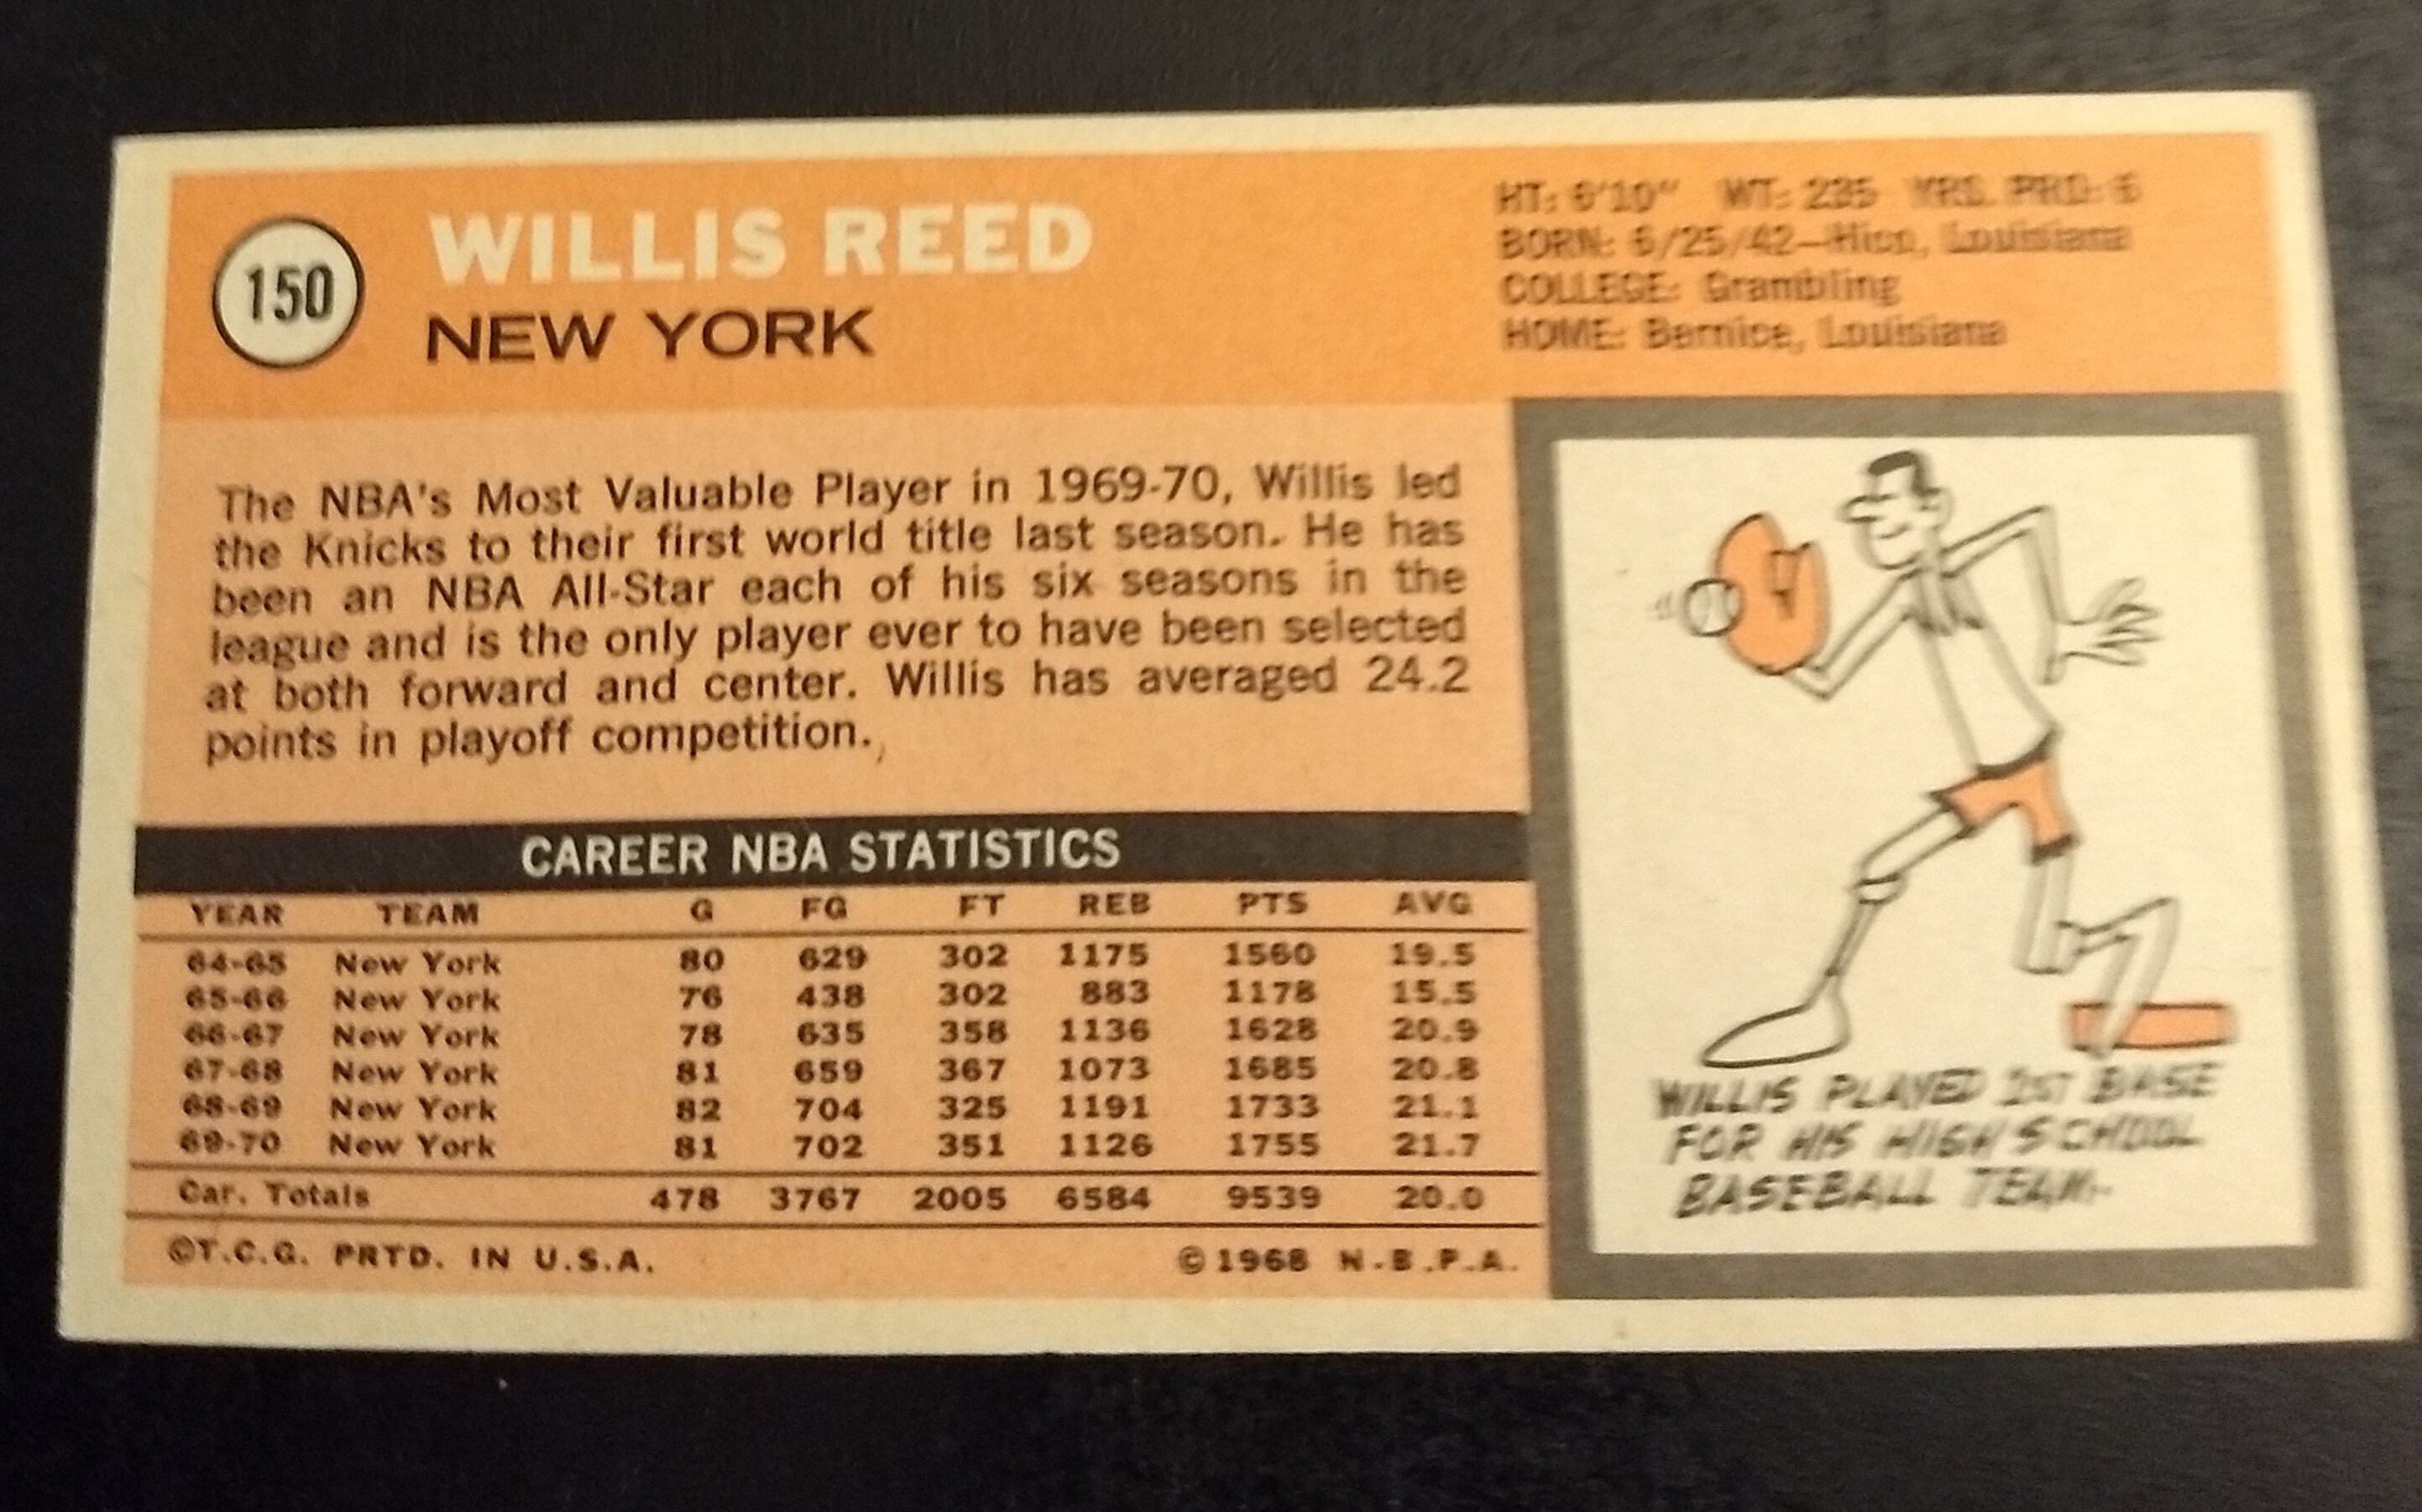 150
WILLIS REED
NEW YORK
HT: 6'10" WT: 235 YRS. PRO: 6
BORN: 6/25/42—Hico, Louisiana
COLLEGE: Grambling
HOME: Bernice, Louisiana
The NBA's Most Valuable Player in 1969-70, Willis led
the Knicks to their first world title last season. He has
been an NBA All-Star each of his six seasons in the
league and is the only player ever to have been selected
at both forward and center. Willis has averaged 24.2
points in playoff competition.
CAREER NBA STATISTICS
YEAR TEAM G FG FT REB PTS AVG
64-65 New York 80 629 302 1175 1560 19.5
65-66 New York 76 438 302 883 1178 15.5
66-67 New York 78 635 358 1136 1628 20.9
67-68 New York 81 659 367 1073 1685 20.8
68-69 New York 82 704 325 1191 1733 21.1
69-70 New York 81 702 351 1126 1755 21.7
Car. Totals 478 3767 2005 6584 9539 20.0
©T.C.G. PRTD. IN U.S.A. ©1968 N.B.P.A.
WILLIS PLAYED 1ST BASE
FOR HIS HIGH SCHOOL
BASEBALL TEAM.